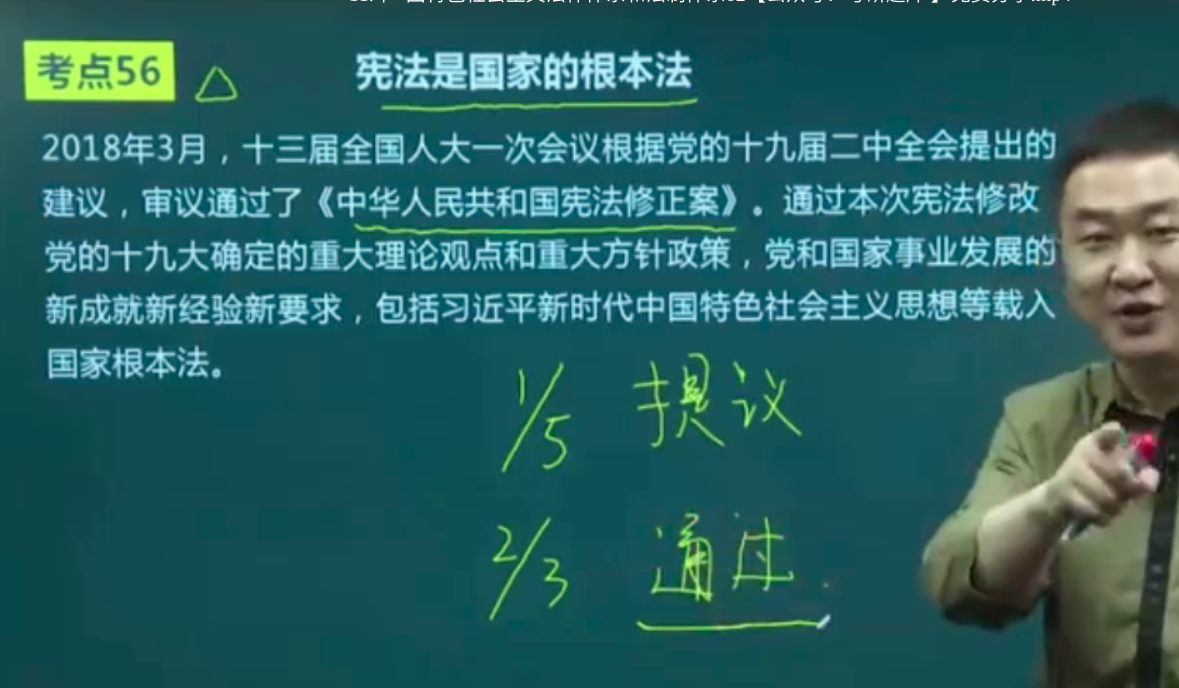 考点56
宪法是国家的根本法
2018年3月，十三届全国人大一次会议根据党的十九届二中全会提出的
建议，审议通过了《中华人民共和国宪法修正案》。通过本次宪法修改
党的十九大确定的重大理论观点和重大方针政策，党和国家事业发展的
新成就新经验新要求，包括习近平新时代中国特色社会主义思想等载入
国家根本法。
1/5 提议
2/3 通过